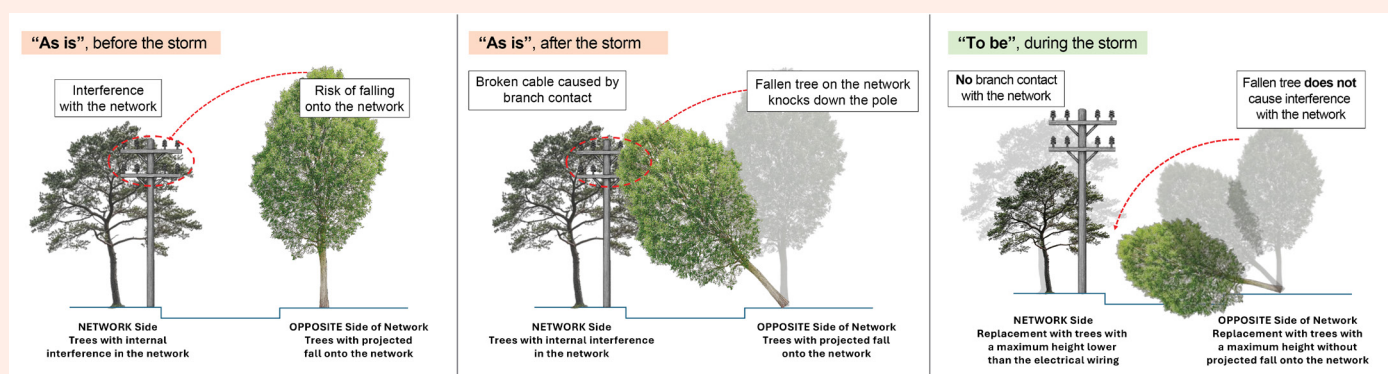 “As is”, before the storm
Interference
with the network
Risk of falling
onto the network
NETWORK Side
Trees with internal
interference in the network
OPPOSITE Side of Network
Trees with projected
fall onto the network
“As is”, after the storm
Broken cable caused by
branch contact
Fallen tree on the network
knocks down the pole
NETWORK Side
Trees with internal interference
in the network
OPPOSITE Side of Network
Trees with projected fall
onto the network
“To be”, during the storm
No branch contact
with the network
Fallen tree does not
cause interference
with the network
NETWORK Side
Replacement with trees with
a maximum height lower
than the electrical wiring
OPPOSITE Side of Network
Replacement with trees with
a maximum height without
projected fall onto the network